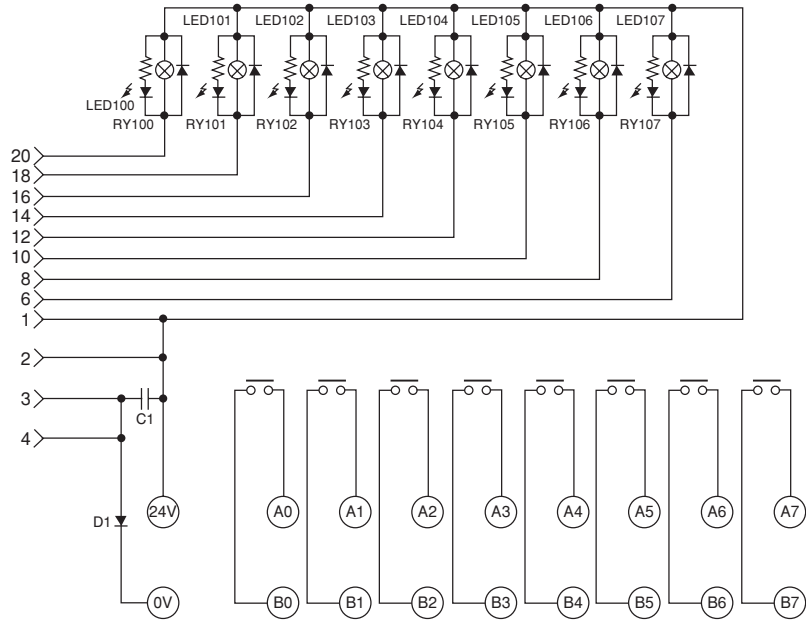 LED101 LED102 LED103 LED104 LED105 LED106 LED107
LED100
RY100 RY101 RY102 RY103 RY104 RY105 RY106 RY107
20
18
16
14
12
10
8
6
1
2
3
C1
4
D1 24V A0 A1 A2 A3 A4 A5 A6 A7
0V B0 B1 B2 B3 B4 B5 B6 B7